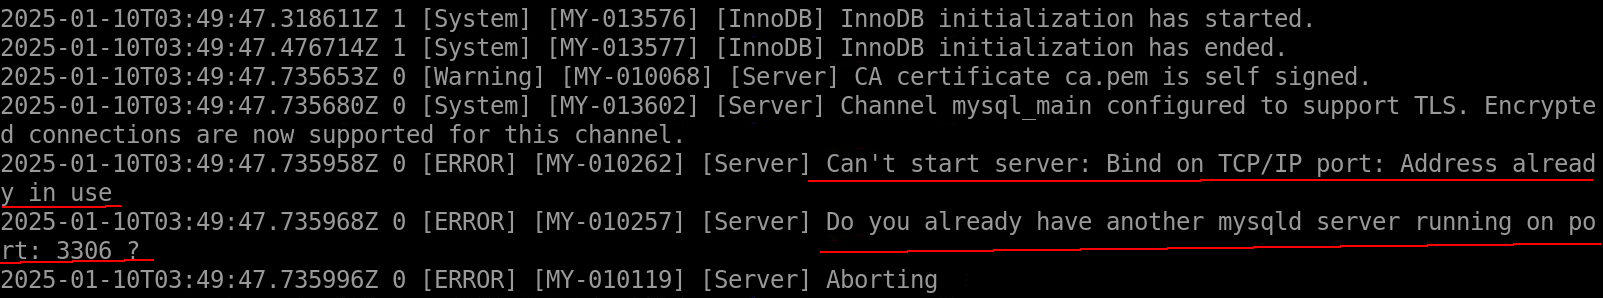 2025-01-10T03:49:47.318611Z 1 [System] [MY-013576] [InnoDB] InnoDB initialization has started.
2025-01-10T03:49:47.476714Z 1 [System] [MY-013577] [InnoDB] InnoDB initialization has ended.
2025-01-10T03:49:47.735653Z 0 [Warning] [MY-010068] [Server] CA certificate ca.pem is self signed.
2025-01-10T03:49:47.735680Z 0 [System] [MY-013602] [Server] Channel mysql_main configured to support TLS. Encrypte
d connections are now supported for this channel.
2025-01-10T03:49:47.735958Z 0 [ERROR] [MY-010262] [Server] Can't start server: Bind on TCP/IP port: Address alread
y in use
2025-01-10T03:49:47.735968Z 0 [ERROR] [MY-010257] [Server] Do you already have another mysqld server running on po
rt: 3306 ?
2025-01-10T03:49:47.735996Z 0 [ERROR] [MY-010119] [Server] Aborting